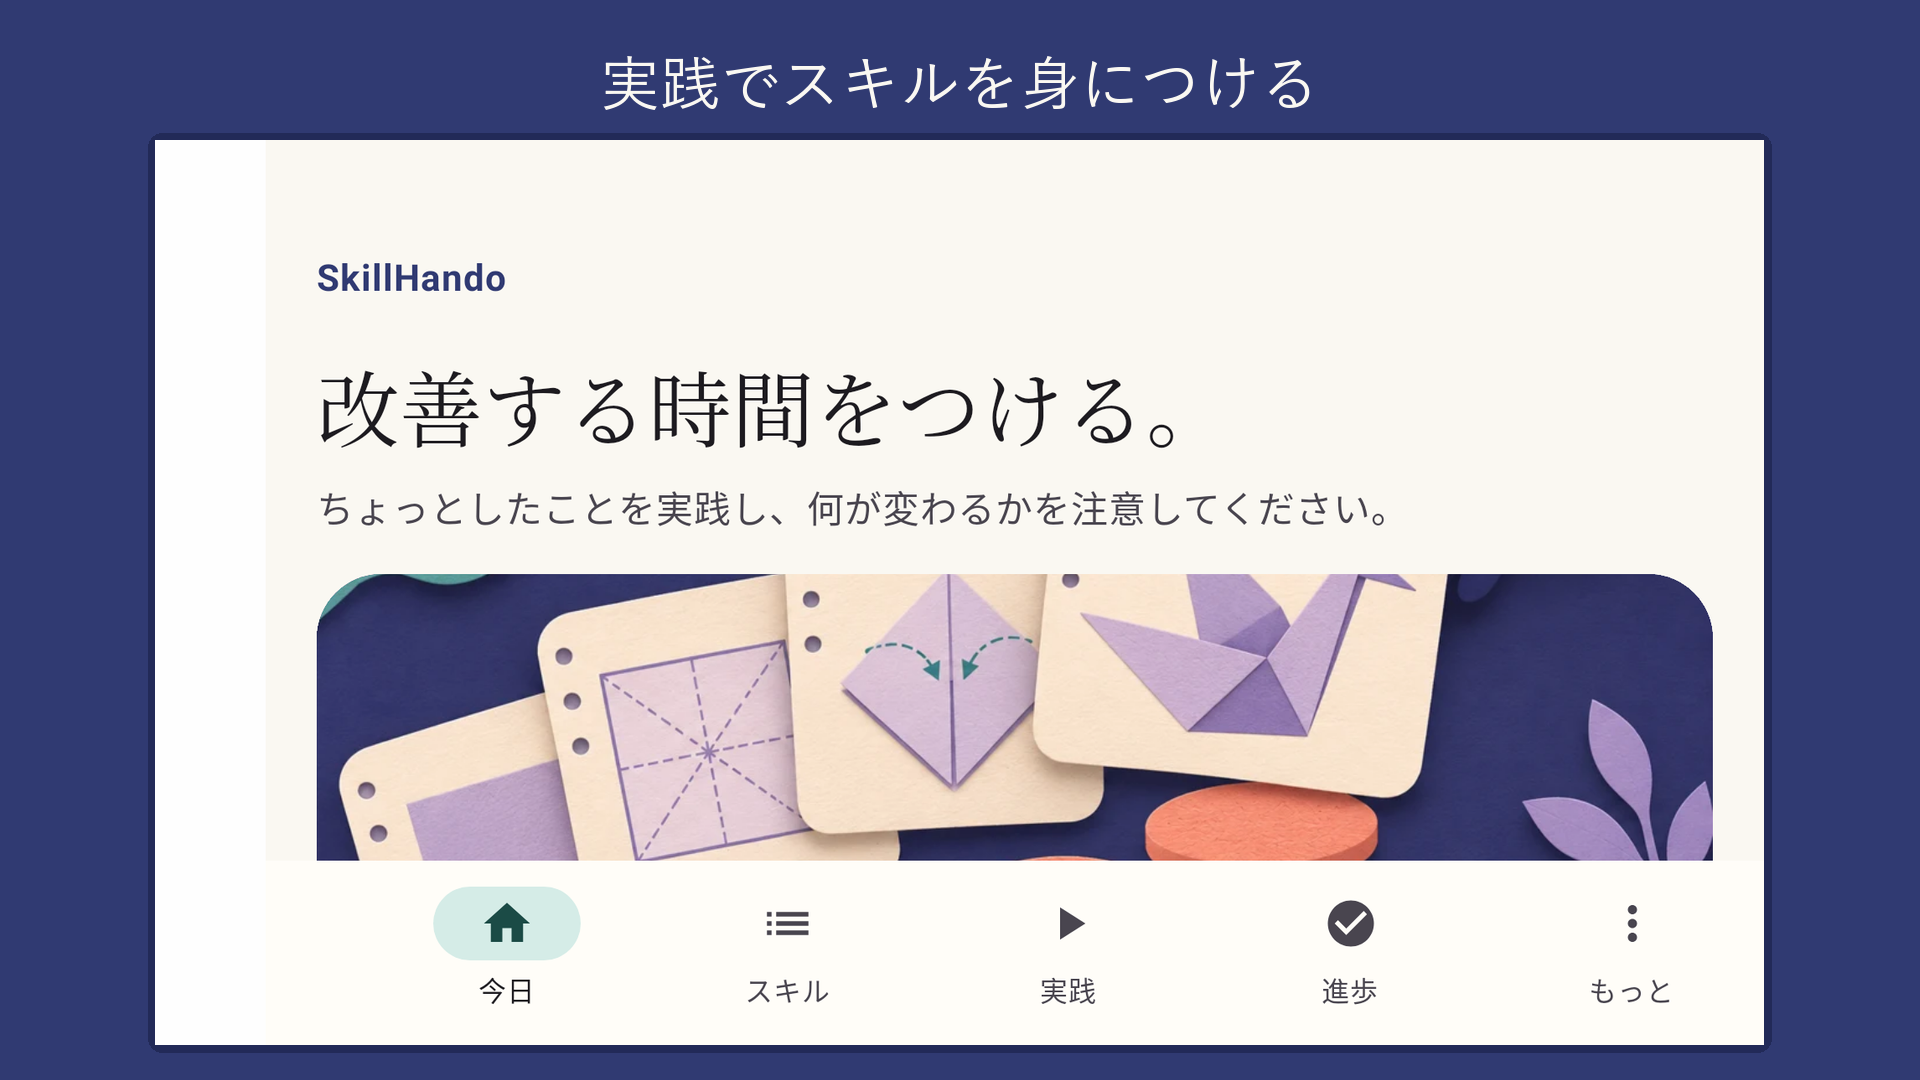 実践でスキルを身につける
SkillHando
改善する時間をつける。
ちょっとしたことを実践し、何が変わるかを注意してください。
今日
スキル
実践
進歩
もっと